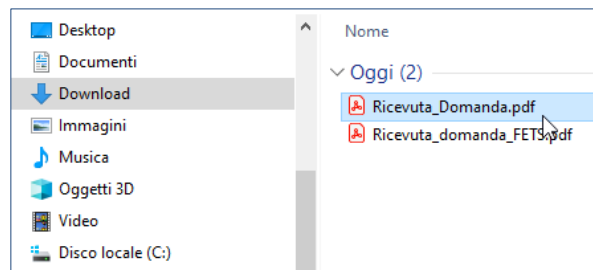 Desktop
Documenti
Download
Immagini
Musica
Oggetti 3D
Video
Disco locale (C:)
Nome
Oggi (2)
Ricevuta_Domanda.pdf
Ricevuta_domanda_FETS.pdf